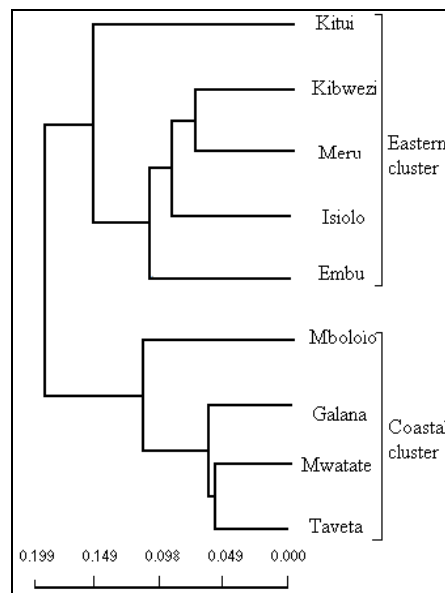 Kitui
Kibwezi
Meru
Eastern
cluster
Isiolo
Embu
Mboloio
Galana
Coastal
cluster
Mwatate
Taveta
0.199 0.149 0.098 0.049 0.000